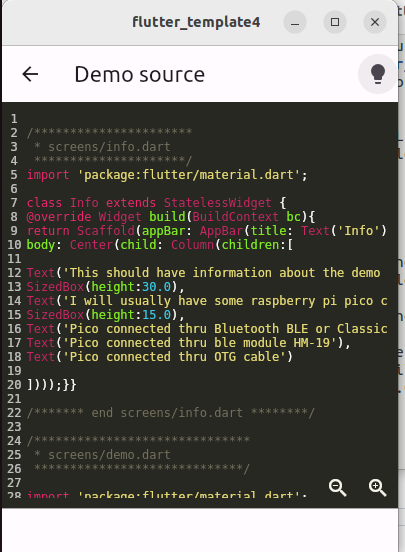 flutter_template4
Demo source
1
2 /**********************
3 * screens/info.dart
4 *********************/
5 import 'package:flutter/material.dart';
6
7 class Info extends StatelessWidget {
8 @override Widget build(BuildContext bc){
9 return Scaffold(appBar: AppBar(title: Text('Info')
10 body: Center(child: Column(children:[
11
12 Text('This should have information about the demo
13 SizedBox(height:30.0),
14 Text('I will usually have some raspberry pi pico c
15 SizedBox(height:15.0),
16 Text('Pico connected thru Bluetooth BLE or Classic
17 Text('Pico connected thru ble module HM-19'),
18 Text('Pico connected thru OTG cable')
19
20 ])));}}
21
22 /******* end screens/info.dart ********/
23
24 /*****************************
25 * screens/demo.dart
26 ****************************/
27
28 import 'package:flutter/material.dart';